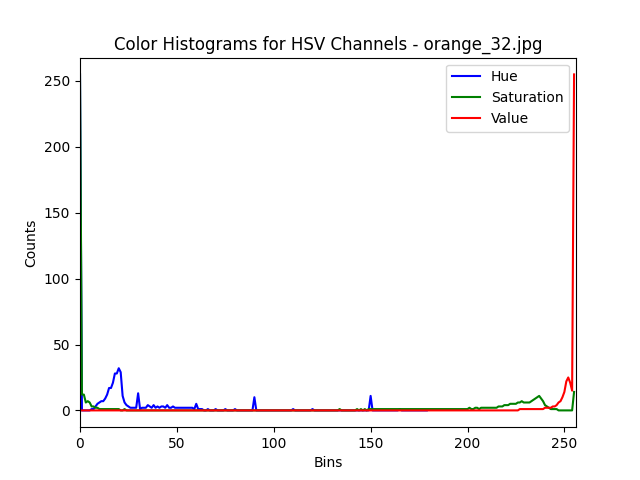 Color Histograms for HSV Channels - orange_32.jpg
Hue
Saturation
Value
Counts
250
200
150
100
50
0
0 50 100 150 200 250
Bins